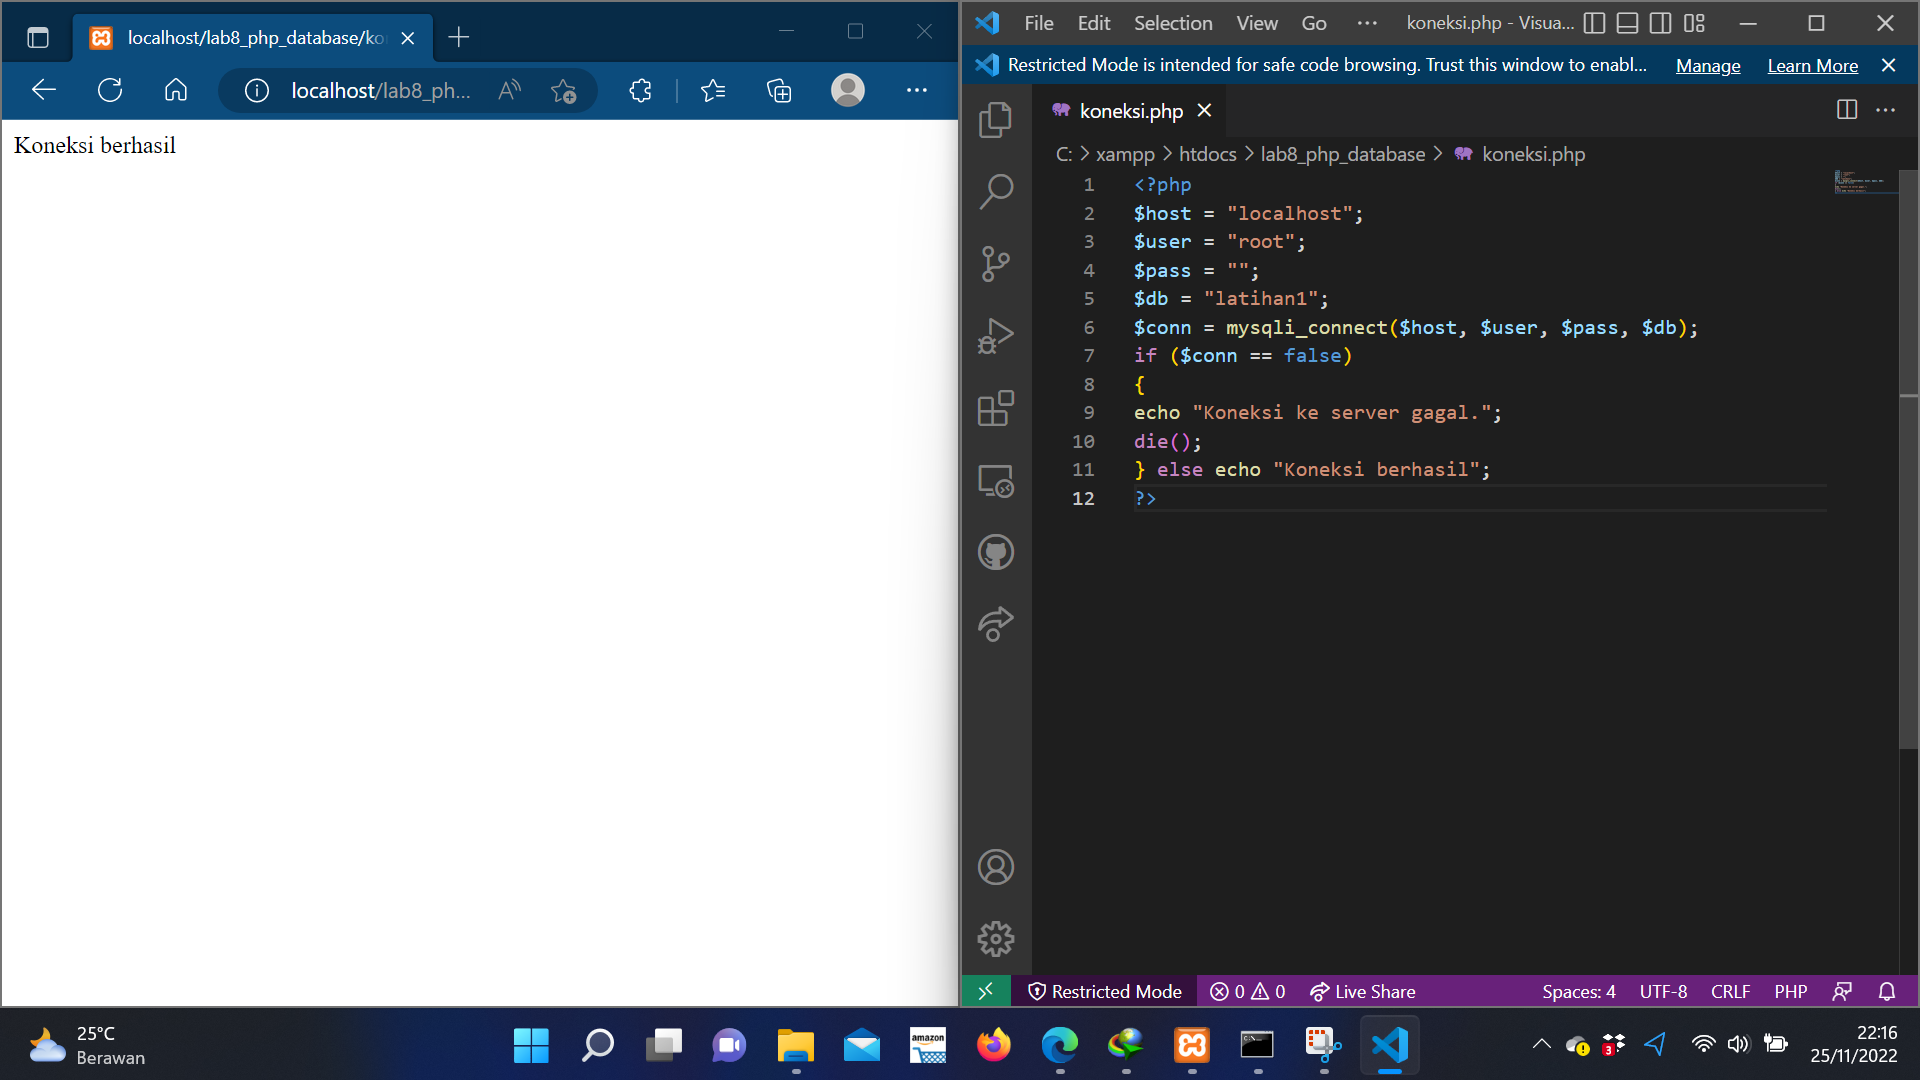 localhost/lab8_php_database/ko
localhost/lab8_ph...
Koneksi berhasil
File Edit Selection View Go ··· koneksi.php - Visua...
Restricted Mode is intended for safe code browsing. Trust this window to enabl... Manage Learn More
koneksi.php
C: > xampp > htdocs > lab8_php_database > koneksi.php
1 <?php
2 $host = "localhost";
3 $user = "root";
4 $pass = "";
5 $db = "latihan1";
6 $conn = mysqli_connect($host, $user, $pass, $db);
7 if ($conn == false)
8 {
9 echo "Koneksi ke server gagal.";
10 die();
11 } else echo "Koneksi berhasil";
12 ?>
Restricted Mode 0 0 Live Share Spaces: 4 UTF-8 CRLF PHP
25°C
Berawan
amazon
3
22:16
25/11/2022